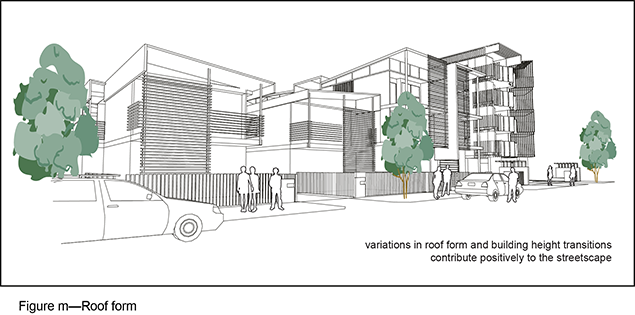 variations in roof form and building height transitions
contribute positively to the streetscape
Figure m—Roof form